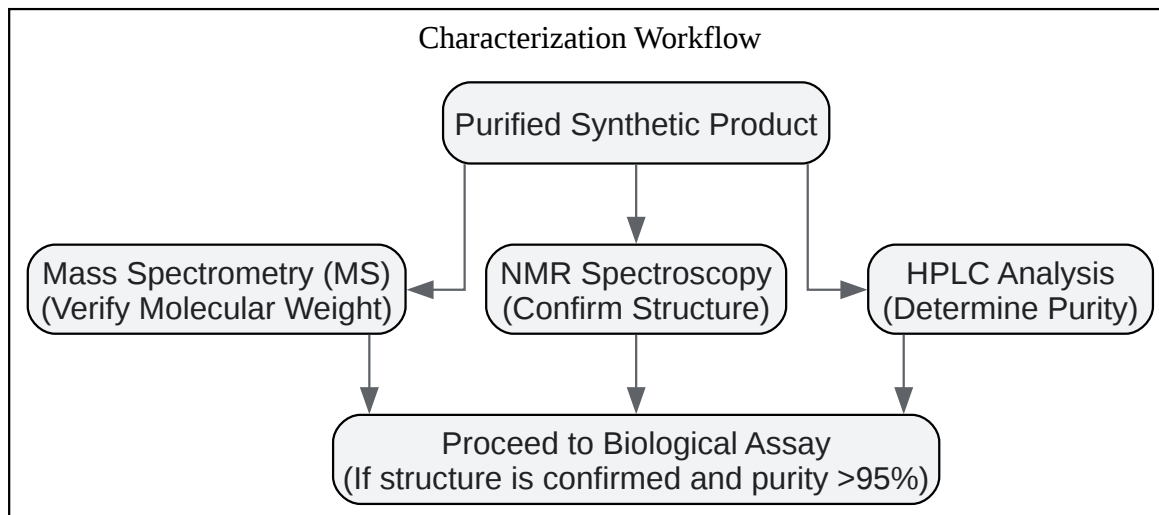 Characterization Workflow
Purified Synthetic Product
Mass Spectrometry (MS)
(Verify Molecular Weight)
NMR Spectroscopy
(Confirm Structure)
HPLC Analysis
(Determine Purity)
Proceed to Biological Assay
(If structure is confirmed and purity >95%)